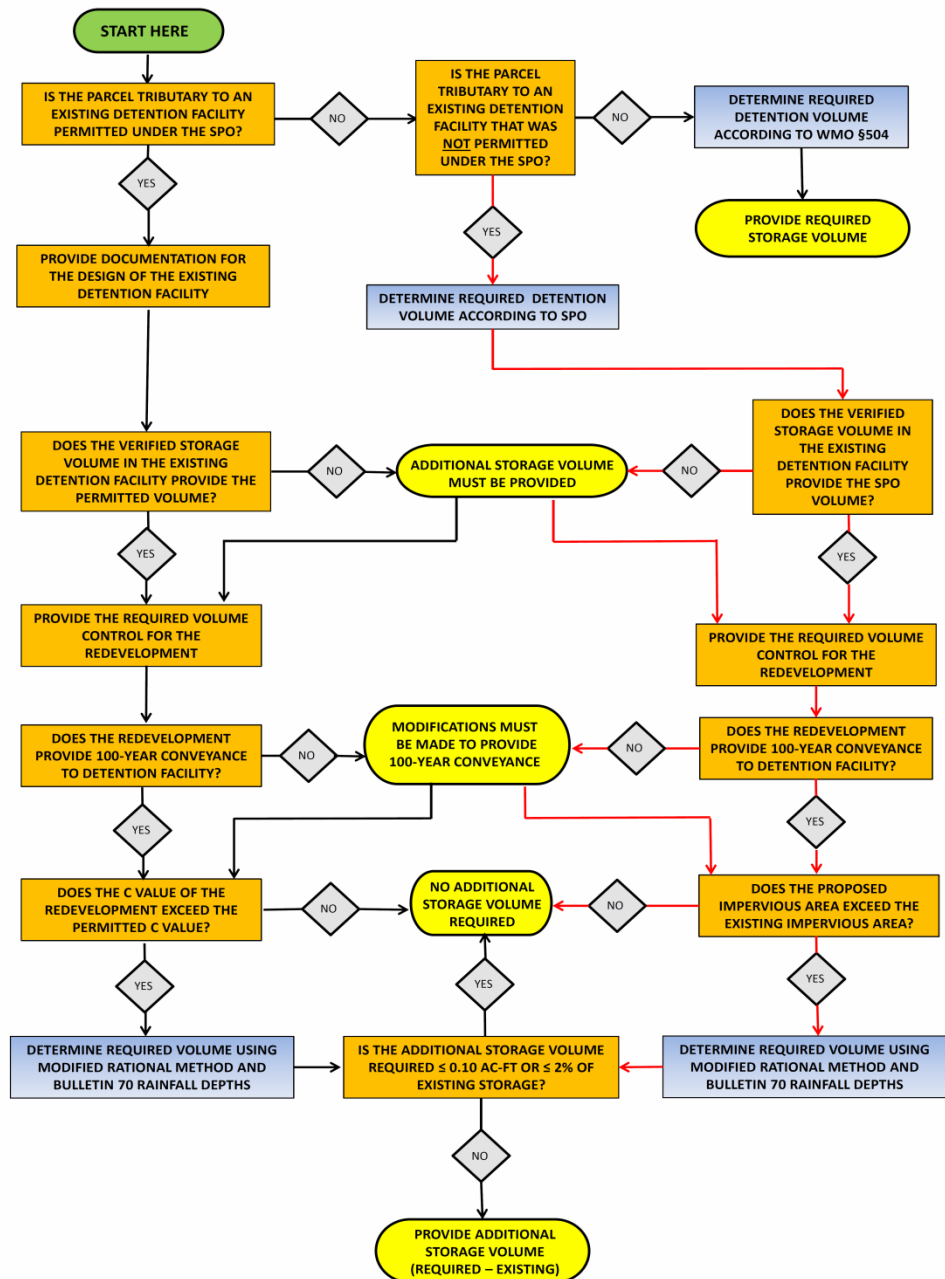 START HERE
IS THE PARCEL TRIBUTARY TO AN
EXISTING DETENTION FACILITY
PERMITTED UNDER THE SPO?
NO
IS THE PARCEL
TRIBUTARY TO AN
EXISTING DETENTION
FACILITY THAT WAS
NOT PERMITTED
UNDER THE SPO?
NO
DETERMINE REQUIRED
DETENTION VOLUME
ACCORDING TO WMO §504
YES
YES
PROVIDE REQUIRED
STORAGE VOLUME
PROVIDE DOCUMENTATION FOR
THE DESIGN OF THE EXISTING
DETENTION FACILITY
DETERMINE REQUIRED DETENTION
VOLUME ACCORDING TO SPO
DOES THE VERIFIED STORAGE
VOLUME IN THE EXISTING
DETENTION FACILITY PROVIDE THE
PERMITTED VOLUME?
NO
ADDITIONAL STORAGE VOLUME
MUST BE PROVIDED
NO
DOES THE VERIFIED
STORAGE VOLUME IN
THE EXISTING
DETENTION FACILITY
PROVIDE THE SPO
VOLUME?
YES
YES
PROVIDE THE REQUIRED VOLUME
CONTROL FOR THE
REDEVELOPMENT
PROVIDE THE REQUIRED VOLUME
CONTROL FOR THE
REDEVELOPMENT
DOES THE REDEVELOPMENT
PROVIDE 100-YEAR CONVEYANCE
TO DETENTION FACILITY?
NO
MODIFICATIONS MUST
BE MADE TO PROVIDE
100-YEAR CONVEYANCE
NO
DOES THE REDEVELOPMENT
PROVIDE 100-YEAR CONVEYANCE
TO DETENTION FACILITY?
YES
YES
DOES THE C VALUE OF THE
REDEVELOPMENT EXCEED THE
PERMITTED C VALUE?
NO
NO ADDITIONAL
STORAGE VOLUME
REQUIRED
NO
DOES THE PROPOSED
IMPERVIOUS AREA EXCEED THE
EXISTING IMPERVIOUS AREA?
YES
YES
YES
DETERMINE REQUIRED VOLUME USING
MODIFIED RATIONAL METHOD AND
BULLETIN 70 RAINFALL DEPTHS
IS THE ADDITIONAL STORAGE VOLUME
REQUIRED ≤ 0.10 AC-FT OR ≤ 2% OF
EXISTING STORAGE?
DETERMINE REQUIRED VOLUME USING
MODIFIED RATIONAL METHOD AND
BULLETIN 70 RAINFALL DEPTHS
NO
PROVIDE ADDITIONAL
STORAGE VOLUME
(REQUIRED – EXISTING)